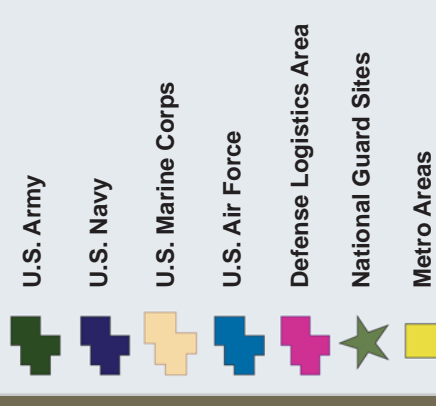 U.S. Army
U.S. Navy
U.S. Marine Corps
U.S. Air Force
Defense Logistics Area
National Guard Sites
Metro Areas